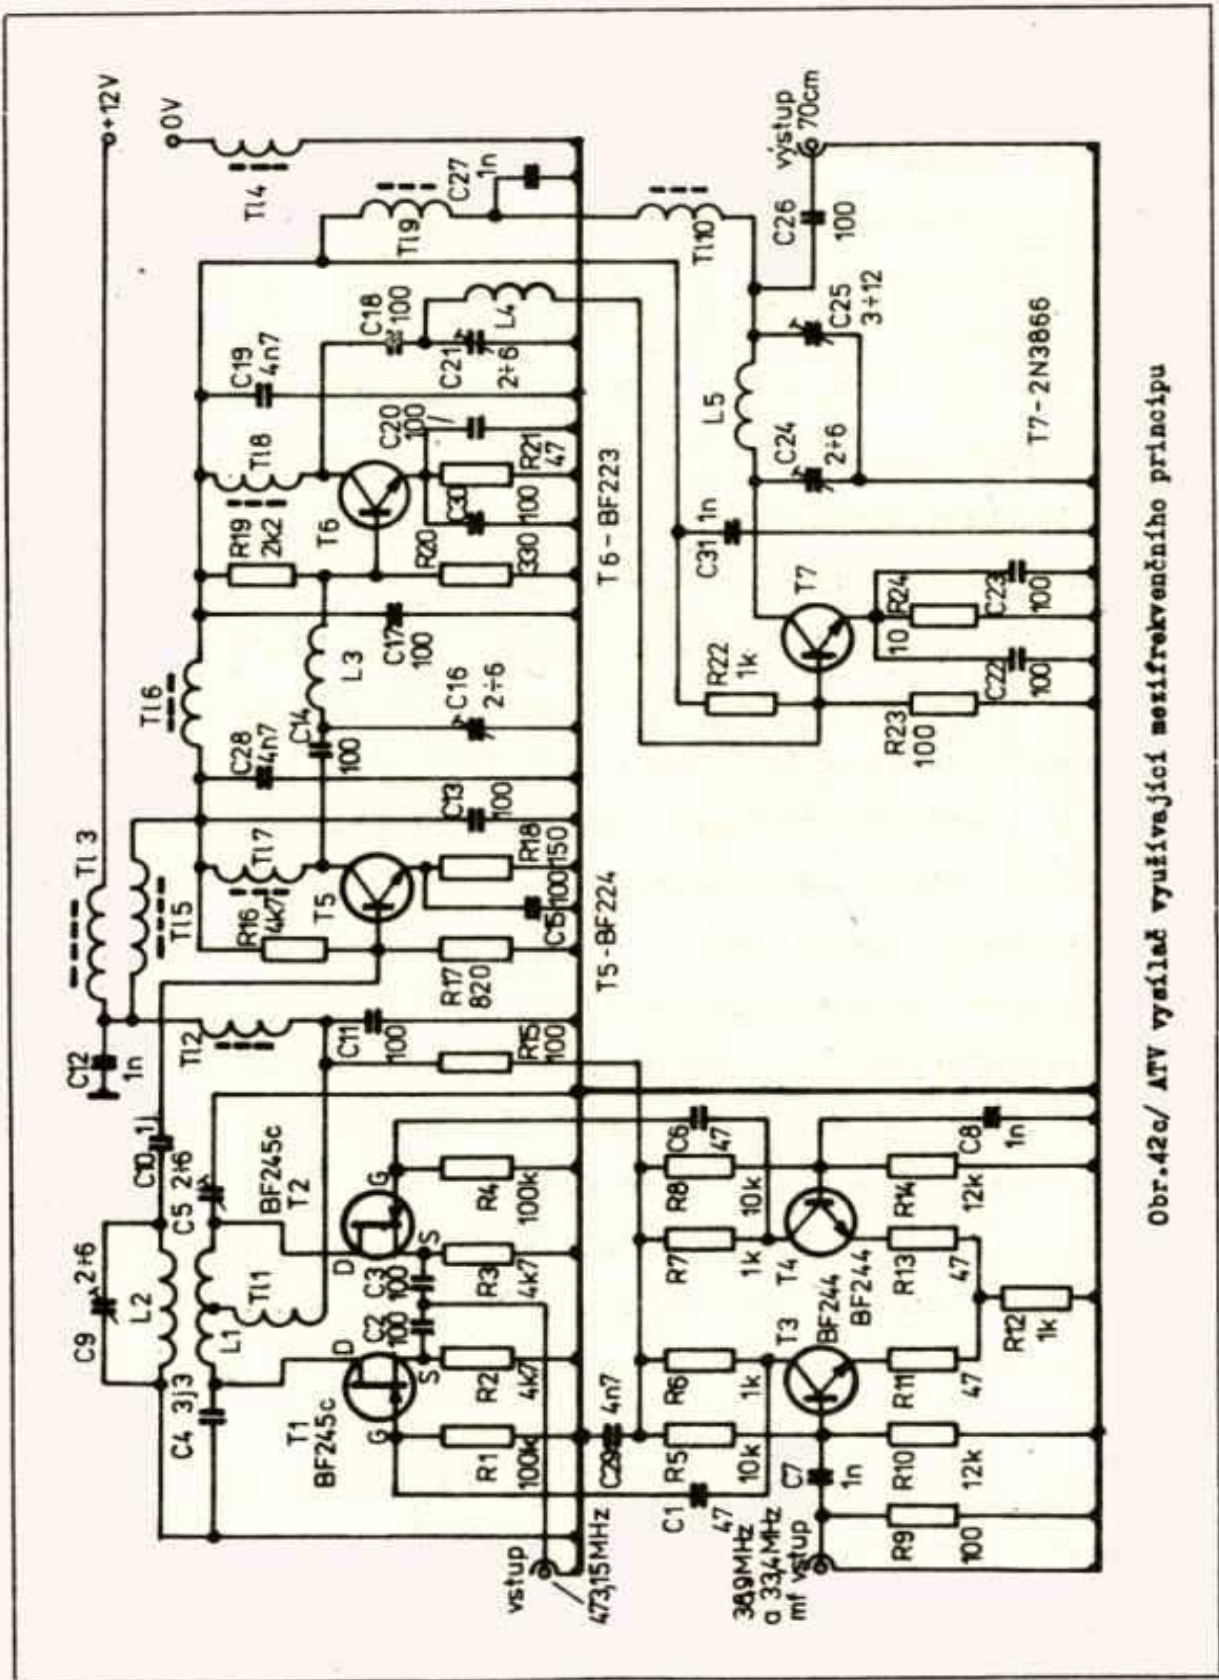 +12V
0V
Tl 3
C12
1n
Tl5
Tl2
Tl6
Tl4
C9
2÷6
L2
C10
1j
C4
3j3
L1
Tl1
C5
2÷6
BF245c
T2
T1
BF245c
D
G
S
D
G
S
C2
100
C3
100
R1
100k
R2
4k7
R3
4k7
R4
100k
C11
100
R15
100
R16
4k7
Tl7
T5
R17
820
C15
100
R18
150
C13
100
C28
4n7
C14
100
L3
C16
2÷6
C17
100
R19
2k2
Tl8
T6
R20
330
C30
100
R21
47
C20
100
C19
4n7
C18
100
C21
2÷6
L4
Tl9
C27
1n
vstup
473,15MHz
T5-BF224
T6-BF223
C29
4n7
C1
47
R5
10k
R6
1k
R7
1k
R8
10k
C6
47
38,9MHz
a 33,4MHz
mf vstup
C7
1n
T3
BF244
T4
BF244
R9
100
R10
12k
R11
47
R12
1k
R13
47
R14
12k
C8
1n
R22
1k
C31
1n
T7
R23
100
C22
100
10
R24
C23
100
L5
C24
2÷6
C25
3÷12
Tl10
C26
100
výstup
70cm
T7-2N3866
Obr.42c/ ATV vysílač využívající mezifrekvenčního principu